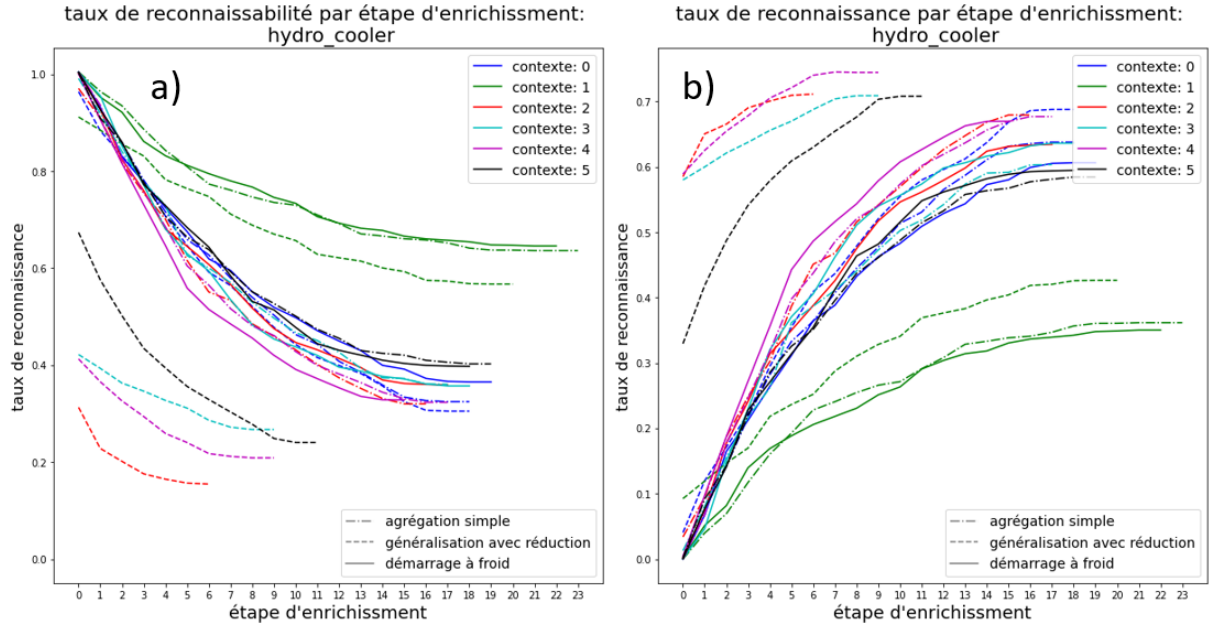 taux de reconnaissabilité par étape d'enrichissment:
hydro_cooler
a)
contexte: 0
contexte: 1
contexte: 2
contexte: 3
contexte: 4
contexte: 5
taux de reconnaissance
1.0
0.8
0.6
0.4
0.2
0.0
agrégation simple
généralisation avec réduction
démarrage à froid
0 1 2 3 4 5 6 7 8 9 10 11 12 13 14 15 16 17 18 19 20 21 22 23
étape d'enrichissment
taux de reconnaissance par étape d'enrichissment:
hydro_cooler
b)
contexte: 0
contexte: 1
contexte: 2
contexte: 3
contexte: 4
contexte: 5
taux de reconnaissance
0.7
0.6
0.5
0.4
0.3
0.2
0.1
0.0
agrégation simple
généralisation avec réduction
démarrage à froid
0 1 2 3 4 5 6 7 8 9 10 11 12 13 14 15 16 17 18 19 20 21 22 23
étape d'enrichissment